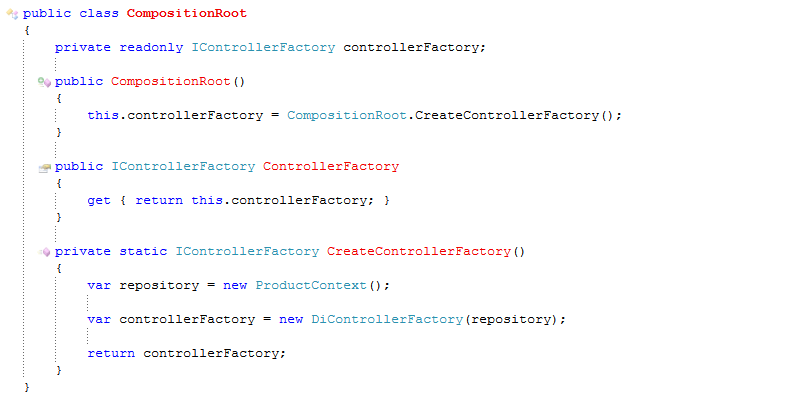 public class CompositionRoot
{
private readonly IControllerFactory controllerFactory;
public CompositionRoot()
{
this.controllerFactory = CompositionRoot.CreateControllerFactory();
}
public IControllerFactory ControllerFactory
{
get { return this.controllerFactory; }
}
private static IControllerFactory CreateControllerFactory()
{
var repository = new ProductContext();
var controllerFactory = new DiControllerFactory(repository);
return controllerFactory;
}
}